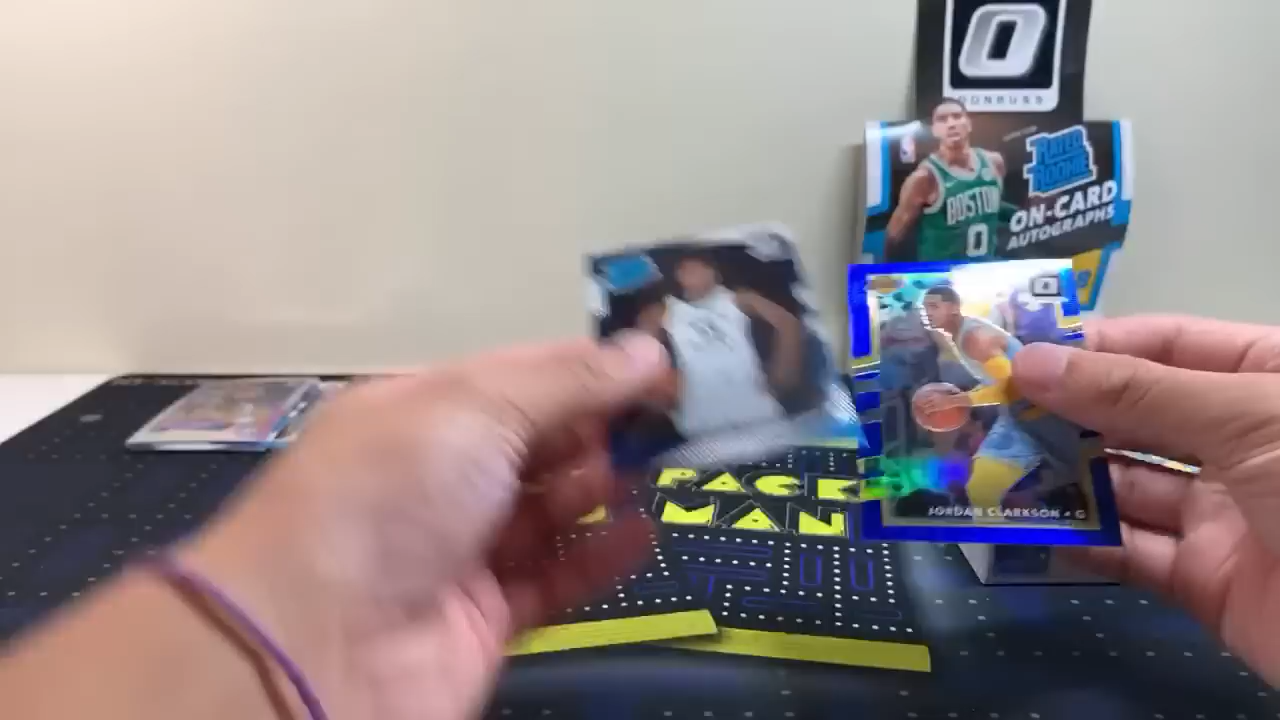 DONRUSS
RATED
ROOKIE
ON-CARD
AUTOGRAPHS
BOSTON
0
JORDAN CLARKSON • G
PACK
MAN